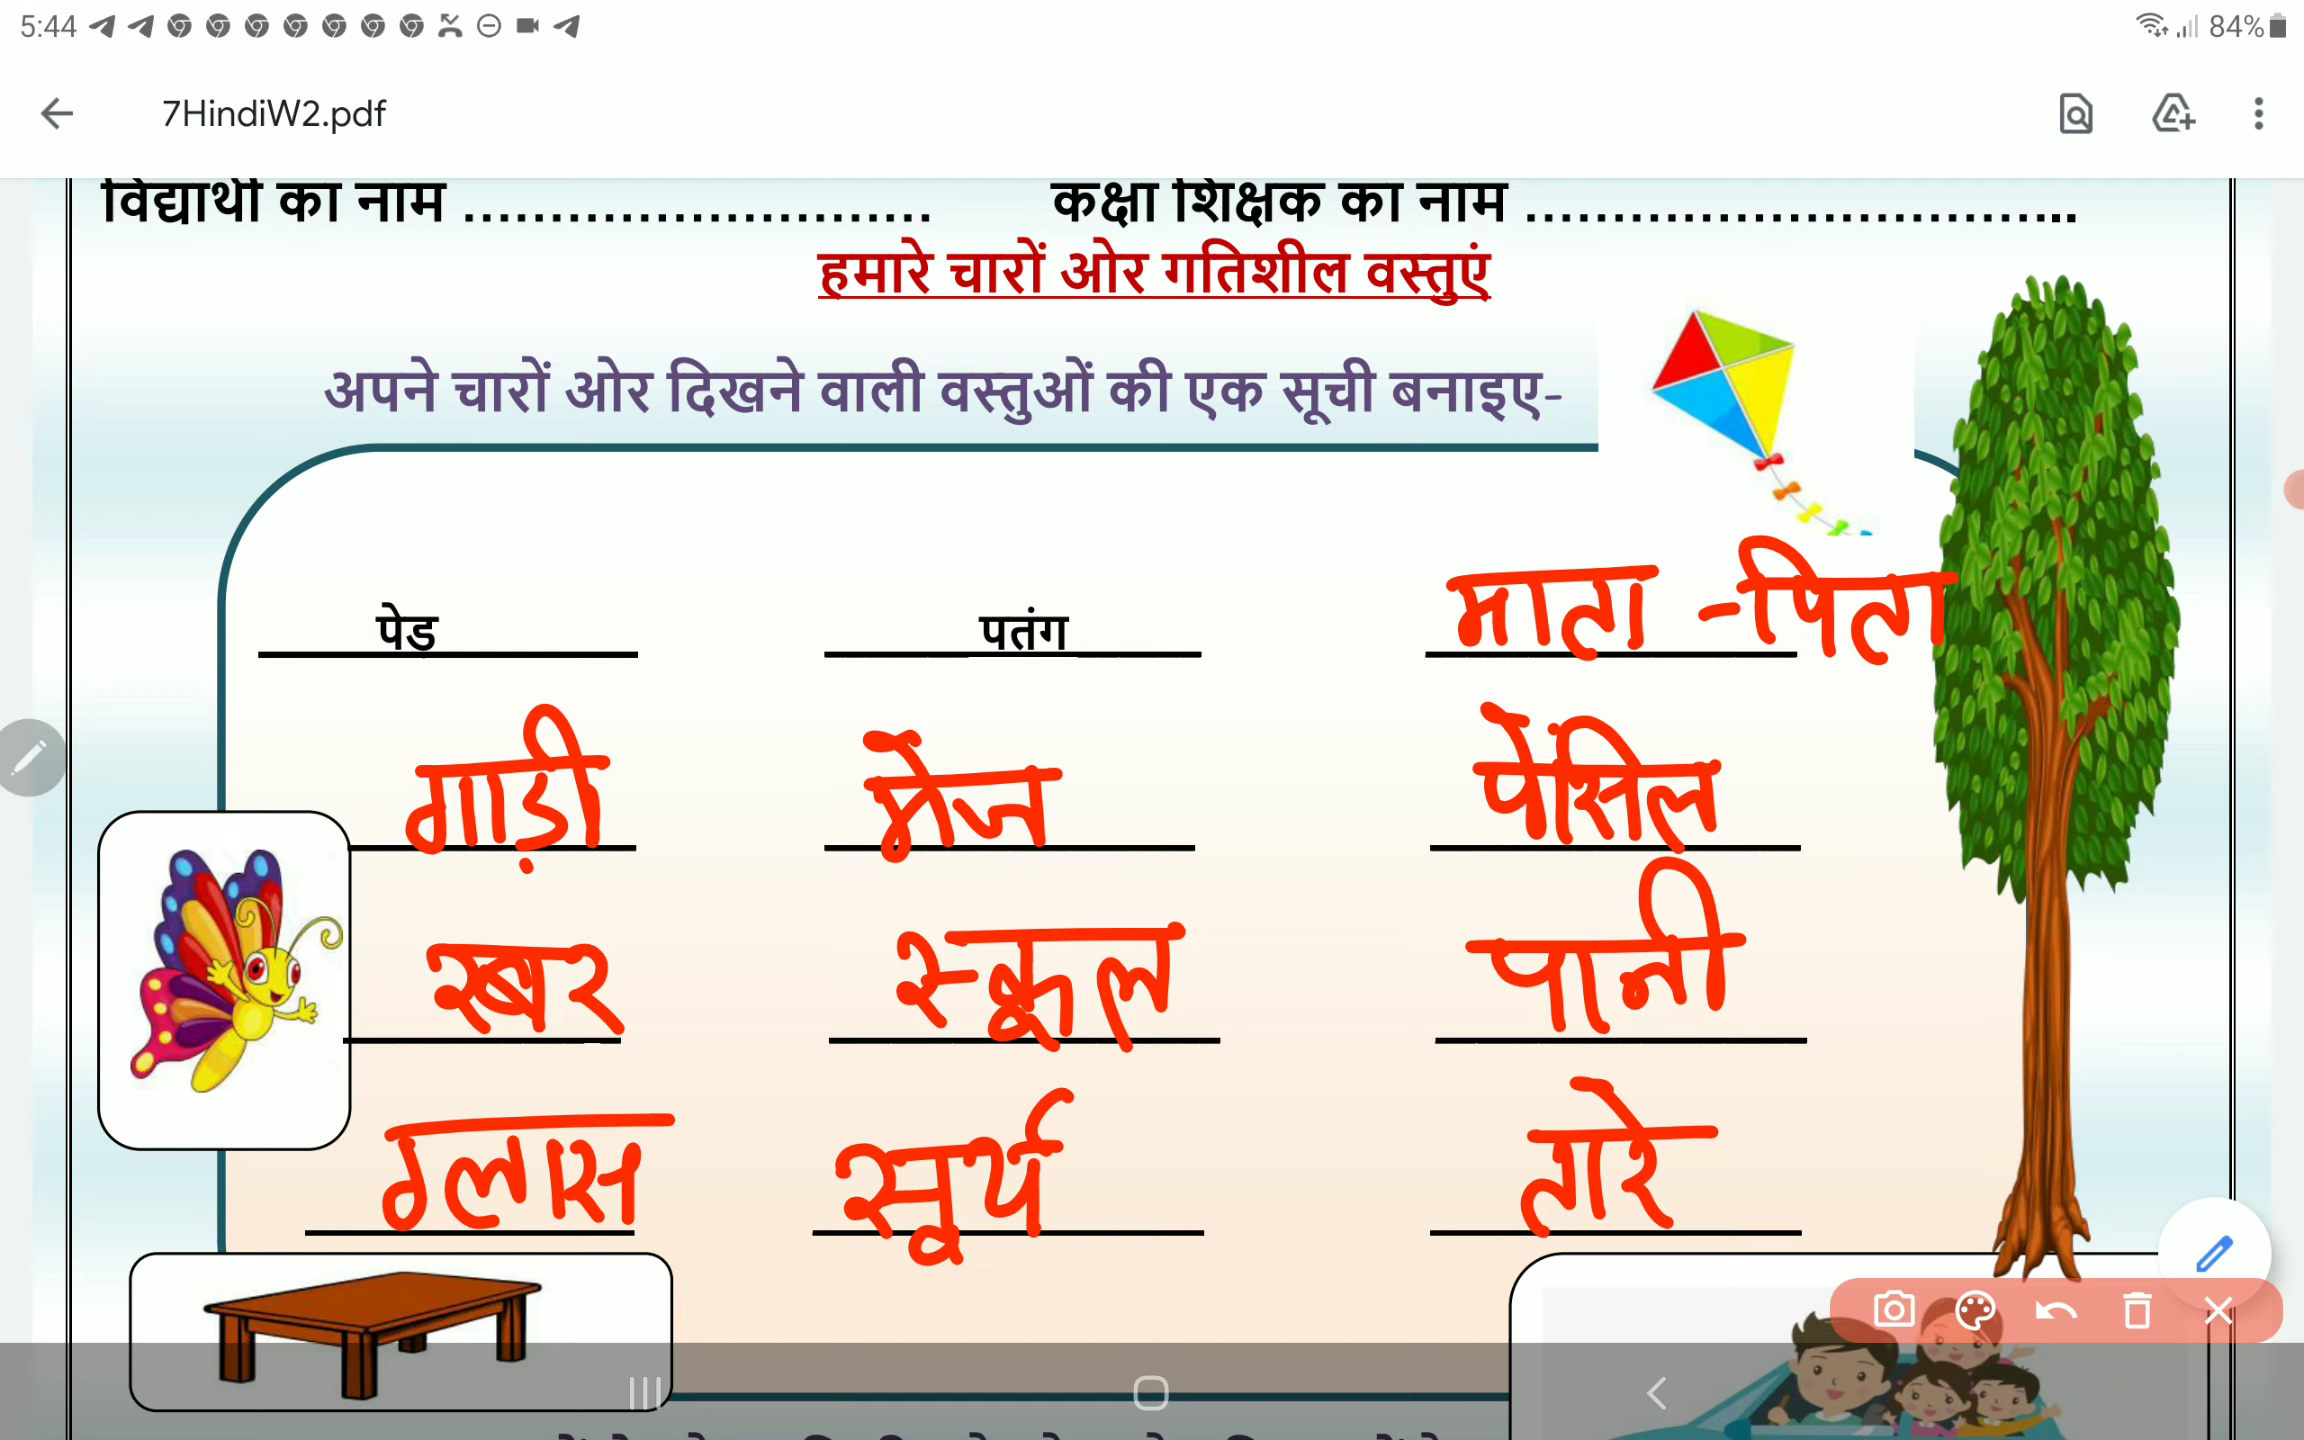 5:44 84%
7HindiW2.pdf
विद्यार्थी का नाम ........................... कक्षा शिक्षक का नाम ..............................
हमारे चारों ओर गतिशील वस्तुएं
अपने चारों ओर दिखने वाली वस्तुओं की एक सूची बनाइए-
पेड़ पतंग माता -पिता
गाड़ी मेज पेंसिल
रबर स्कूल पानी
ग्लास सूर्य तारे